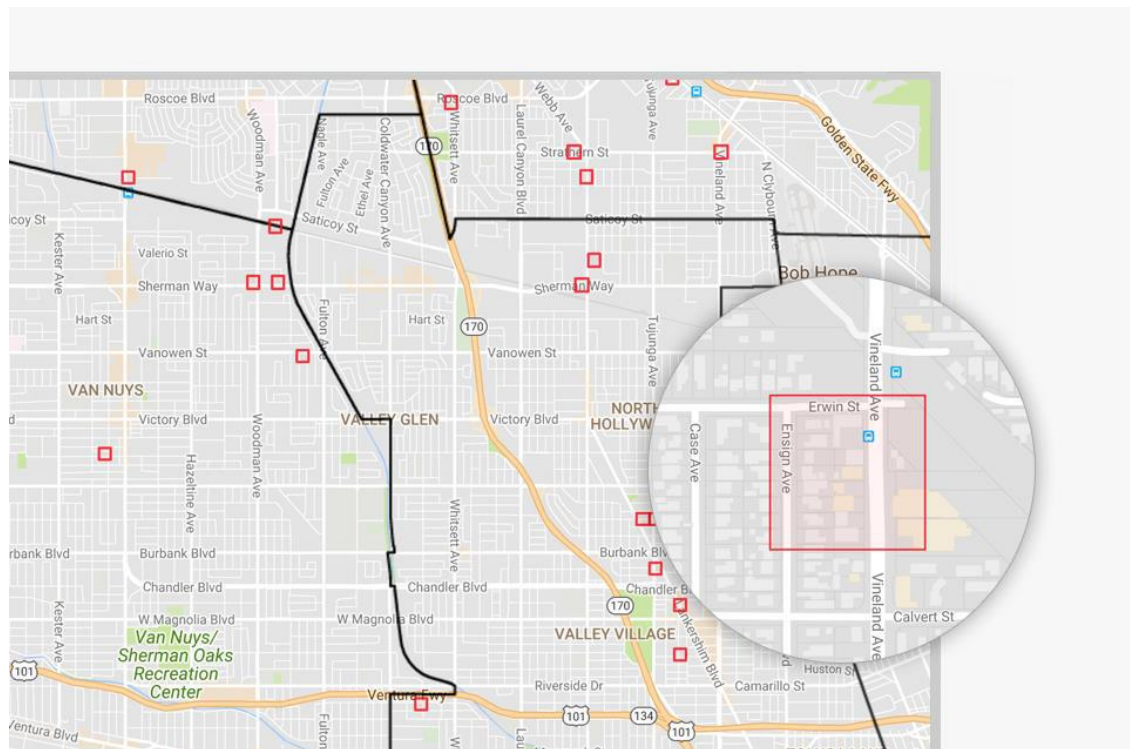 Roscoe Blvd
Roscoe Blvd
Webb Ave
Tujunga Ave
Golden State Fwy
Woodman Ave
Nagle Ave
Fulton Ave
Ethel Ave
Coldwater Canyon Ave
170
Whitsett Ave
Laurel Canyon Blvd
Strathern St
Vineland Ave
N Clybourn Ave
icoy St
Saticoy St
Saticoy St
Kester Ave
Valerio St
Sherman Way
Sherman Way
Bob Hope
Hart St
Fulton Ave
Hart St
170
Tujunga Ave
Vanowen St
Vanowen St
VAN NUYS
Victory Blvd
VALLEY GLEN
Victory Blvd
NORTH
HOLLYW
Vineland Ave
Erwin St
Case Ave
Ensign Ave
Vineland Ave
Calvert St
Woodman Ave
Hazeltine Ave
Whitsett Ave
rbank Blvd
Burbank Blvd
Burbank Blv
Chandler Blvd
Chandler Blvd
Chandler B
170
Kester Ave
W Magnolia Blvd
W Magnolia Blvd
Van Nuys/
Sherman Oaks
Recreation
Center
VALLEY VILLAGE
ankershim Blvd
vd
Huston St
101
Ventura Fwy
Riverside Dr
Camarillo St
101
134
101
Ventura Blvd
Fulton
W
Lau